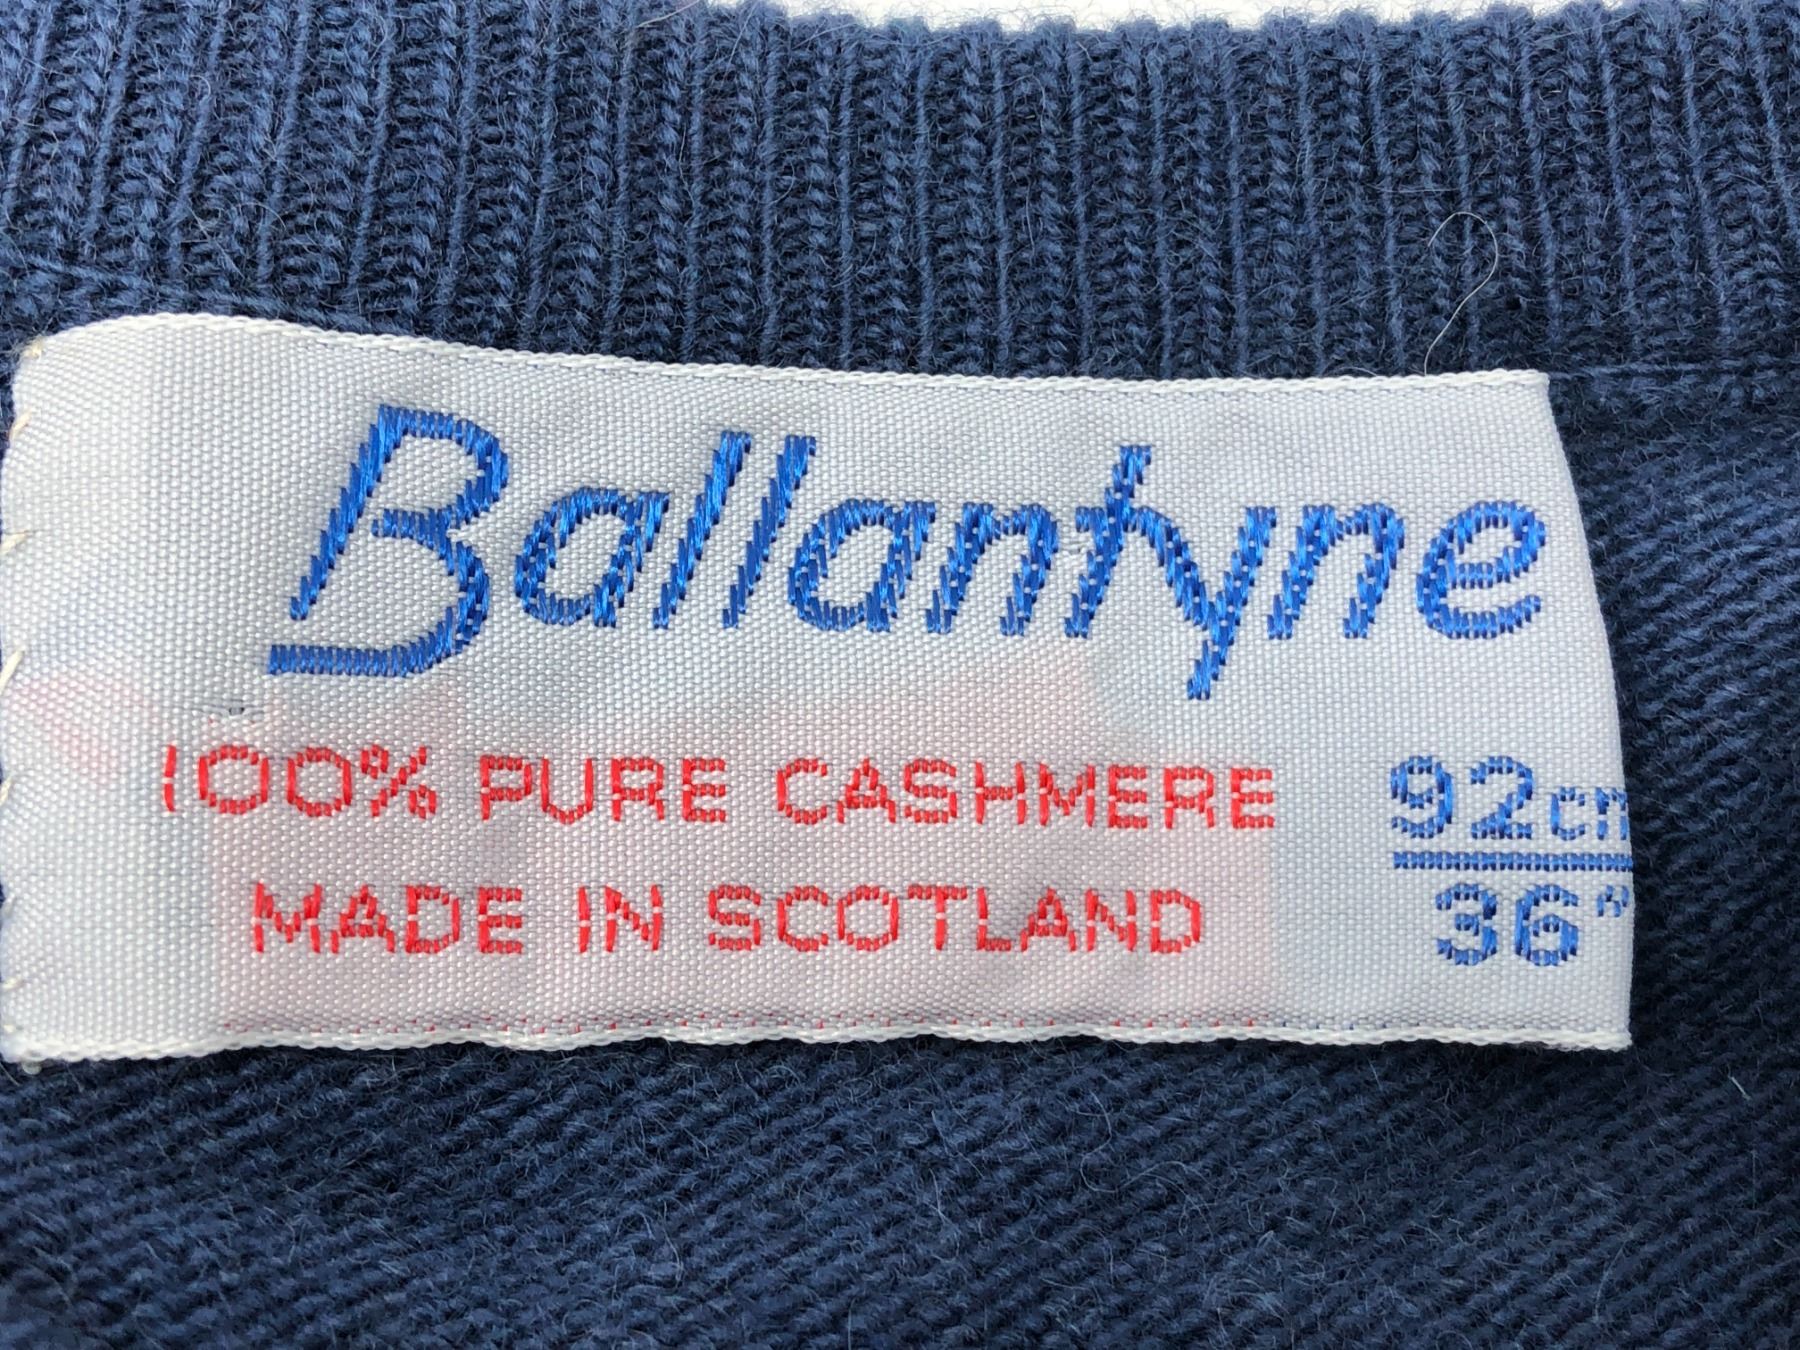 Ballantyne
100% PURE CASHMERE
MADE IN SCOTLAND
92cm
36"